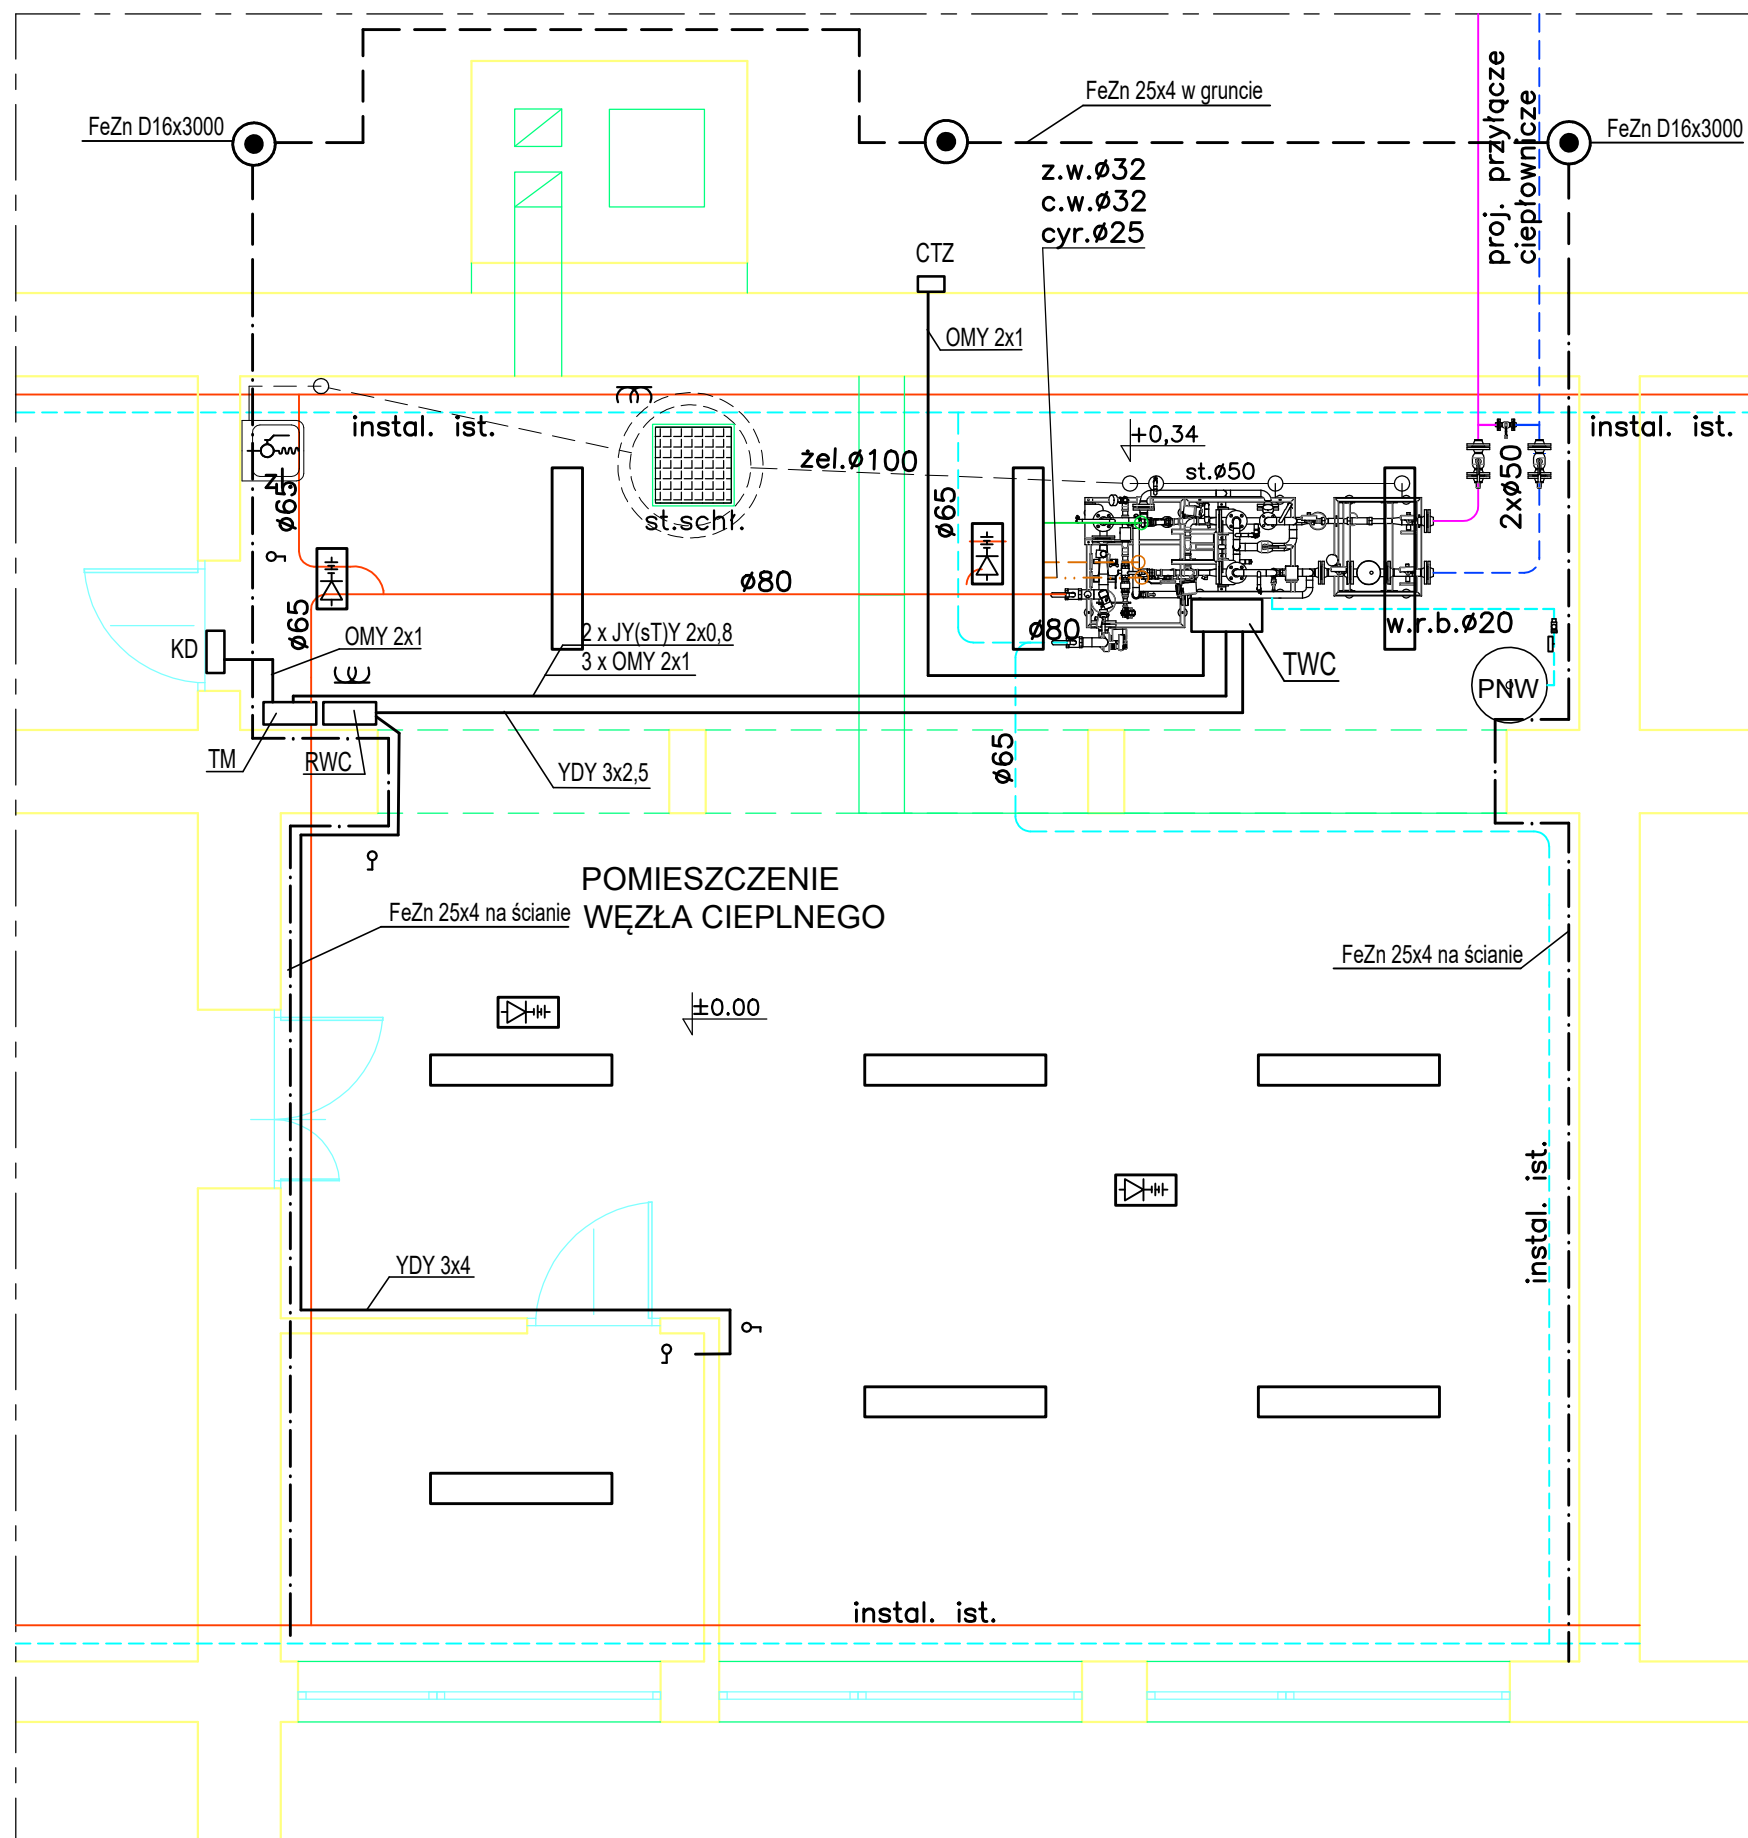 FeZn 25x4 w gruncie
FeZn D16x3000
FeZn D16x3000
proj. przyłącze
ciepłownicze
z.w.ø32
c.w.ø32
cyr.ø25
CTZ
OMY 2x1
instal. ist.
+0,34
instal. ist.
żel.ø100
st.ø50
2xø50
zl
ø65
st.schł.
ø65
ø80
ø65
OMY 2x1
KD
2 x JY(sT)Y 2x0,8
3 x OMY 2x1
ø80
w.r.b.ø20
TWC
PNW
TM
RWC
YDY 3x2,5
ø65
POMIESZCZENIE
WĘZŁA CIEPLNEGO
FeZn 25x4 na ścianie
FeZn 25x4 na ścianie
±0.00
instal. ist.
YDY 3x4
instal. ist.